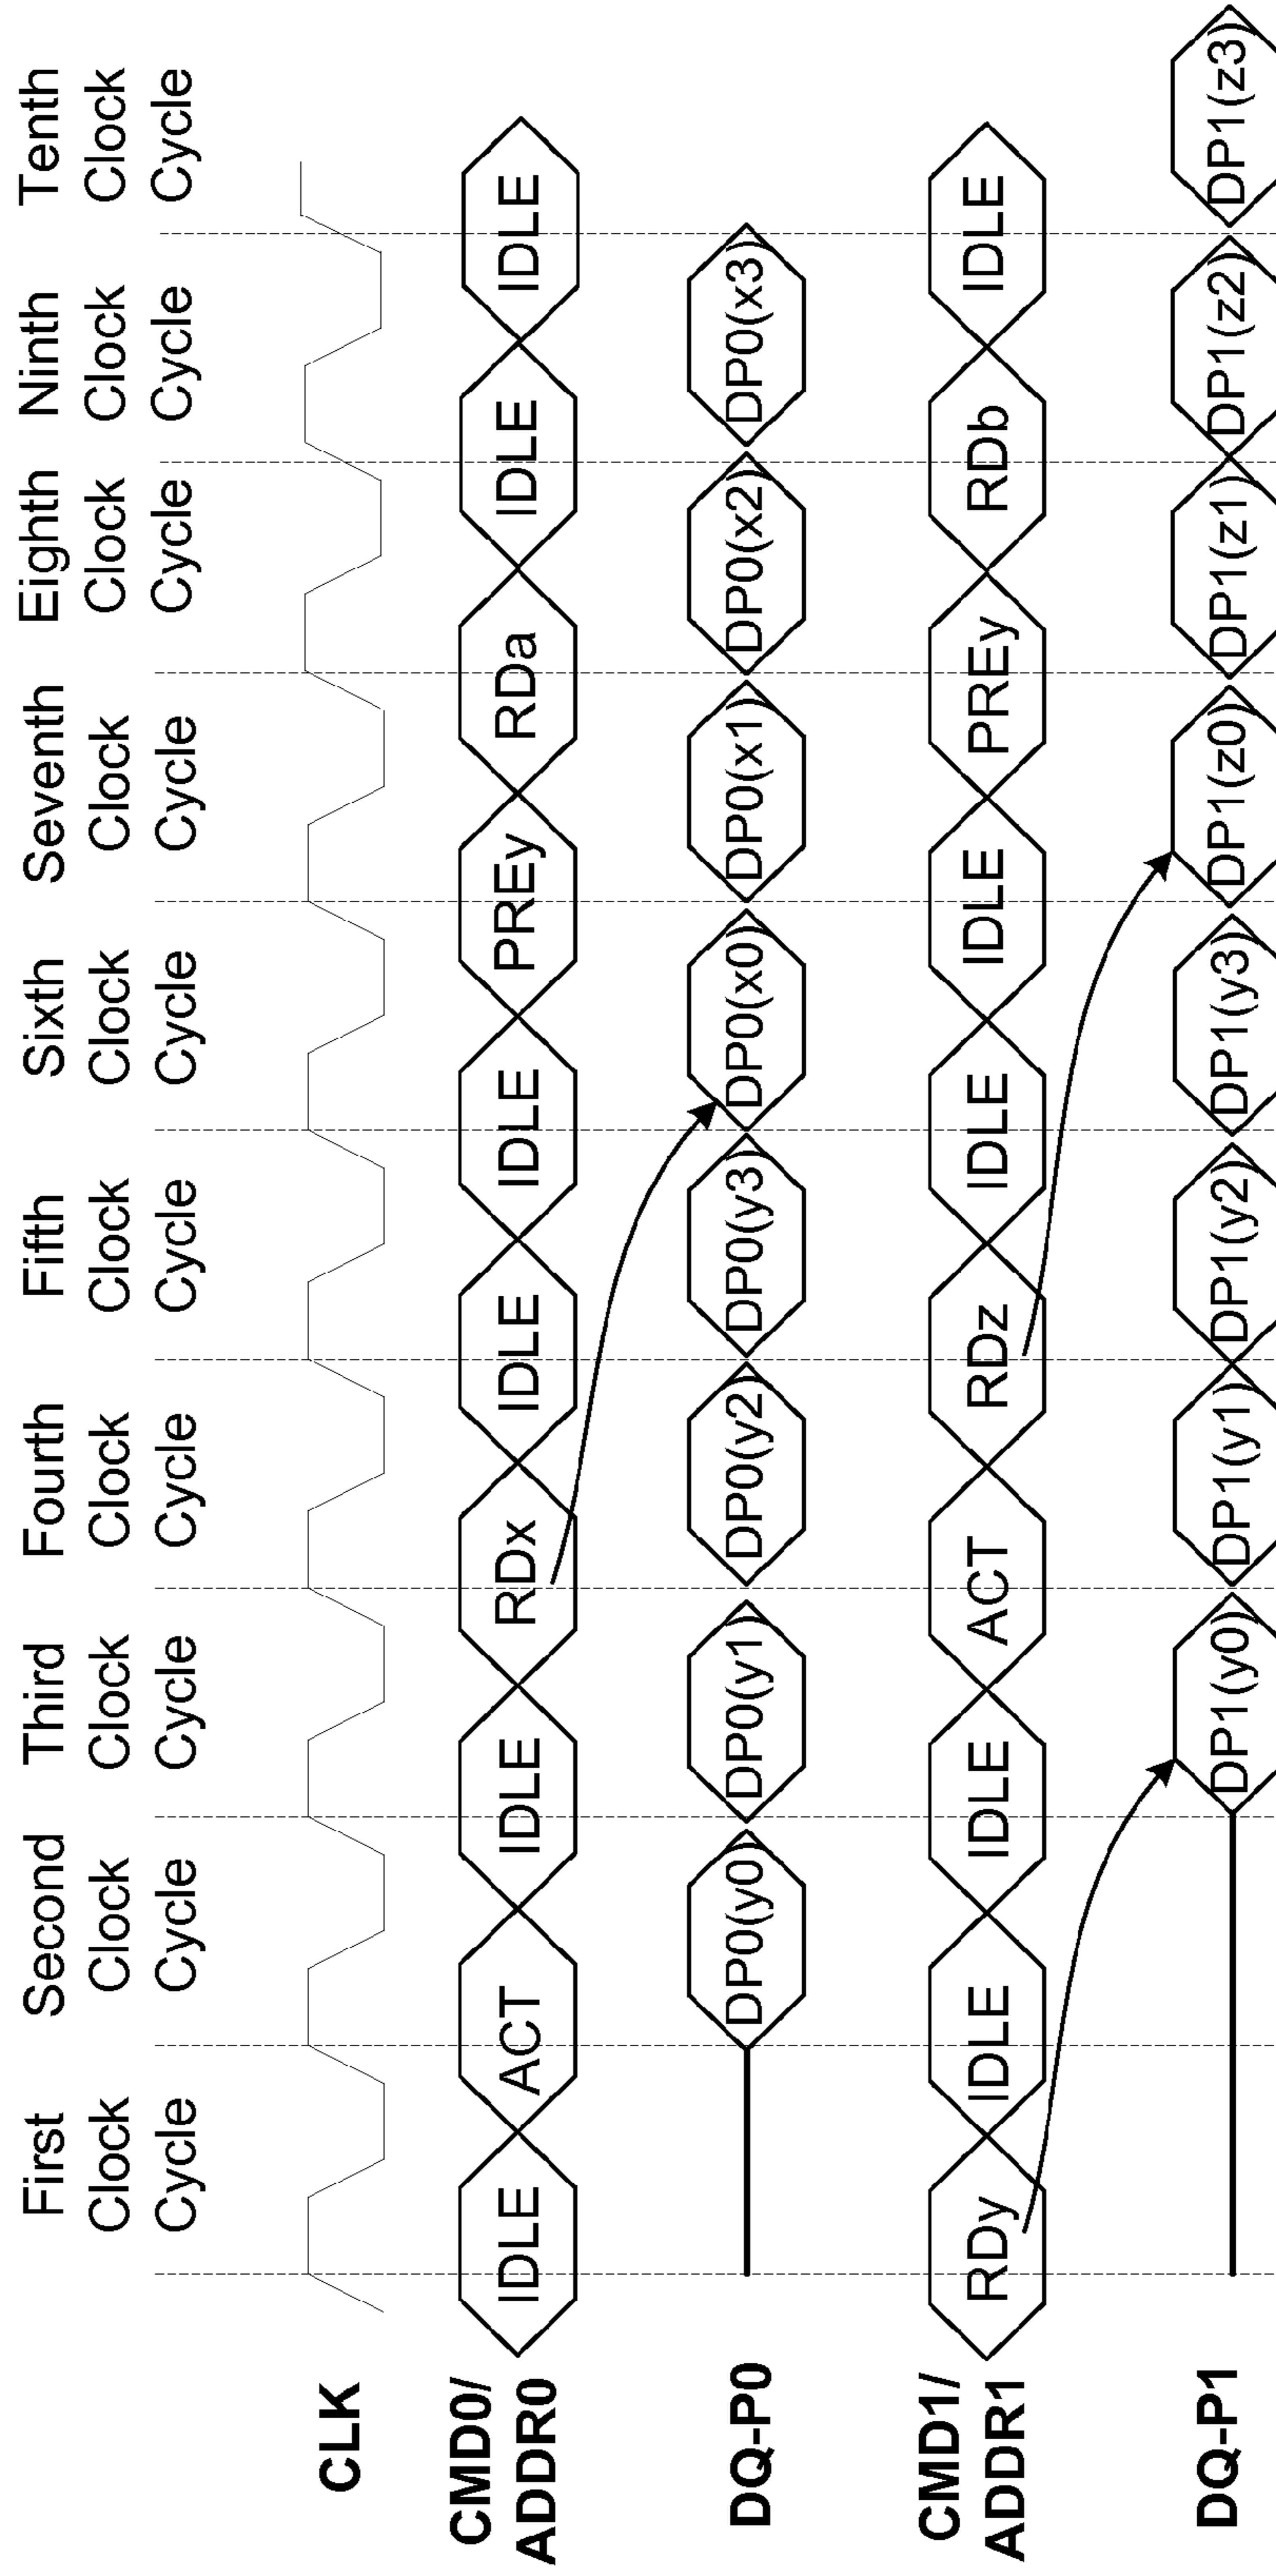 First
Clock
Cycle
Second
Clock
Cycle
Third
Clock
Cycle
Fourth
Clock
Cycle
Fifth
Clock
Cycle
Sixth
Clock
Cycle
Seventh
Clock
Cycle
Eighth
Clock
Cycle
Ninth
Clock
Cycle
Tenth
Clock
Cycle
CLK
CMD0/
ADDR0
IDLE
ACT
IDLE
RDx
IDLE
IDLE
PREy
RDa
IDLE
IDLE
DQ-P0
DP0(y0)
DP0(y1)
DP0(y2)
DP0(y3)
DP0(x0)
DP0(x1)
DP0(x2)
DP0(x3)
CMD1/
ADDR1
RDy
IDLE
IDLE
ACT
RDz
IDLE
IDLE
PREy
RDb
IDLE
DQ-P1
DP1(y0)
DP1(y1)
DP1(y2)
DP1(y3)
DP1(z0)
DP1(z1)
DP1(z2)
DP1(z3)